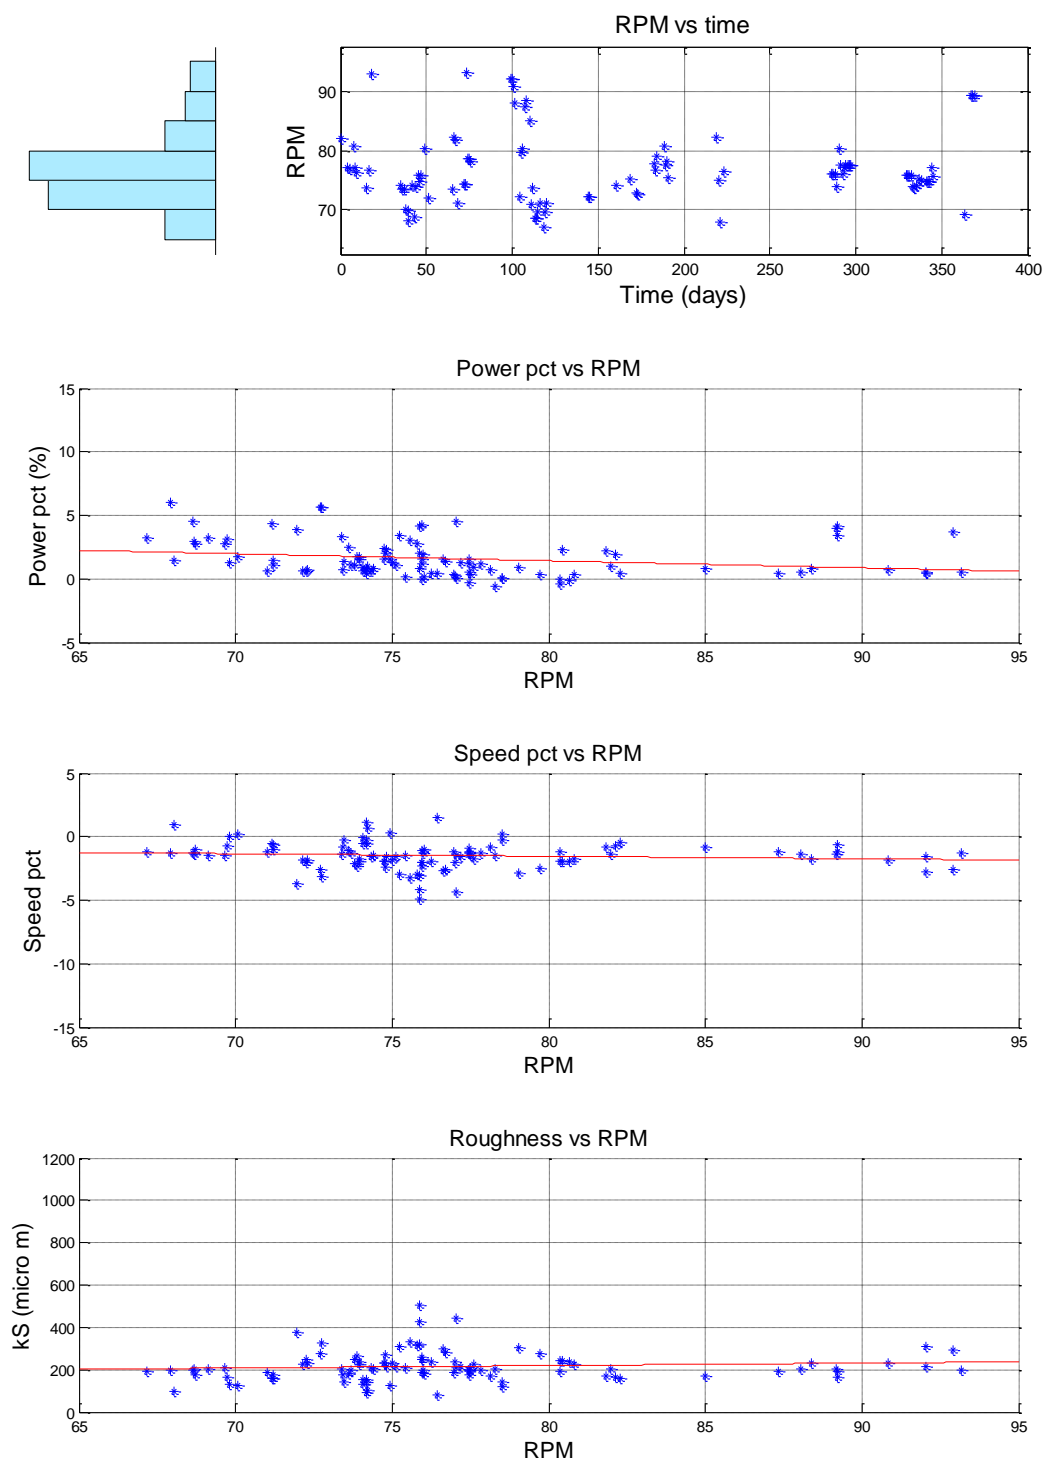 RPM vs time
90
80
70
RPM
0 50 100 150 200 250 300 350 400
Time (days)
Power pct vs RPM
15
10
5
0
-5
Power pct (%)
65 70 75 80 85 90 95
RPM
Speed pct vs RPM
5
0
-5
-10
-15
Speed pct
65 70 75 80 85 90 95
RPM
Roughness vs RPM
1200
1000
800
600
400
200
0
kS (micro m)
65 70 75 80 85 90 95
RPM